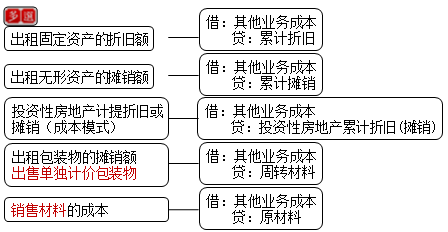 多选
出租固定资产的折旧额
借：其他业务成本
贷：累计折旧
出租无形资产的摊销额
借：其他业务成本
贷：累计摊销
投资性房地产计提折旧或
摊销（成本模式）
借：其他业务成本
贷：投资性房地产累计折旧(摊销)
出租包装物的摊销额
出售单独计价包装物
借：其他业务成本
贷：周转材料
销售材料的成本
借：其他业务成本
贷：原材料